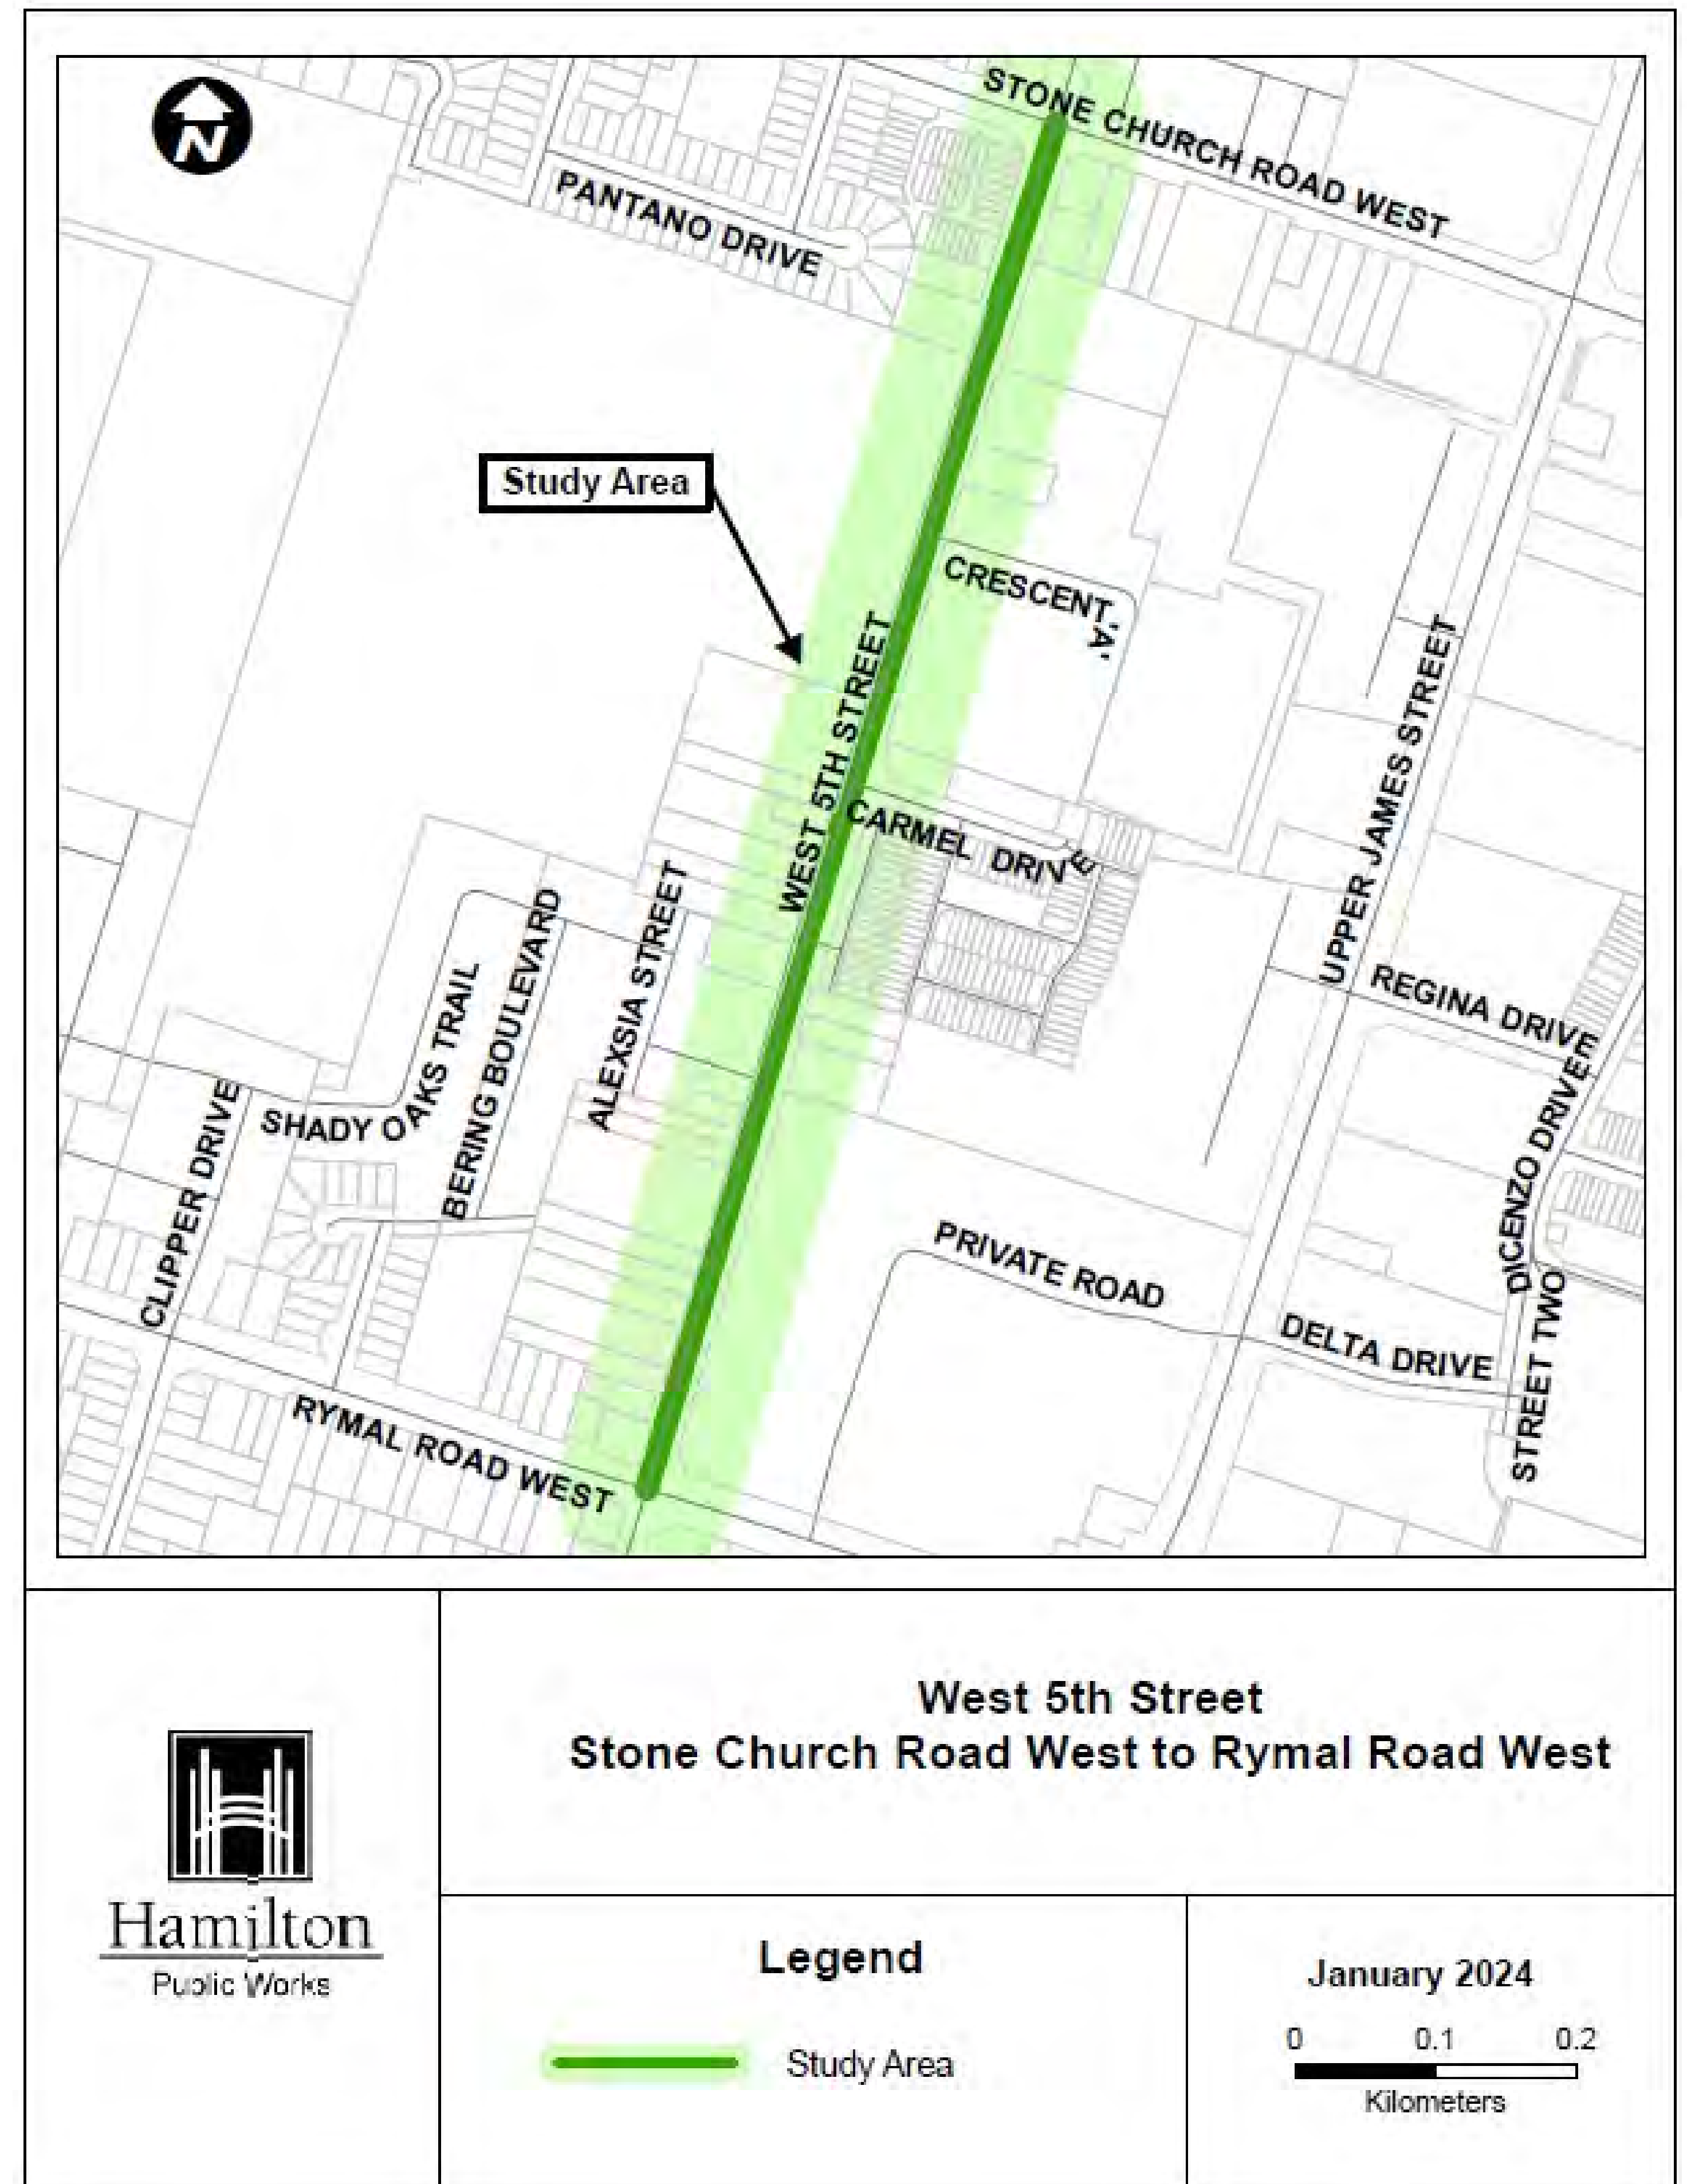 N
STONE CHURCH ROAD WEST
PANTANO DRIVE
Study Area
CRESCENT 'A'
WEST 5TH STREET
UPPER JAMES STREET
CARMEL DRIVE
ALEXSIA STREET
BERING BOULEVARD
SHADY OAKS TRAIL
REGINA DRIVE
CLIPPER DRIVE
DICENZO DRIVE
PRIVATE ROAD
DELTA DRIVE
STREET TWO
RYMAL ROAD WEST
West 5th Street
Stone Church Road West to Rymal Road West
Hamilton
Public Works
Legend
Study Area
January 2024
0 0.1 0.2
Kilometers